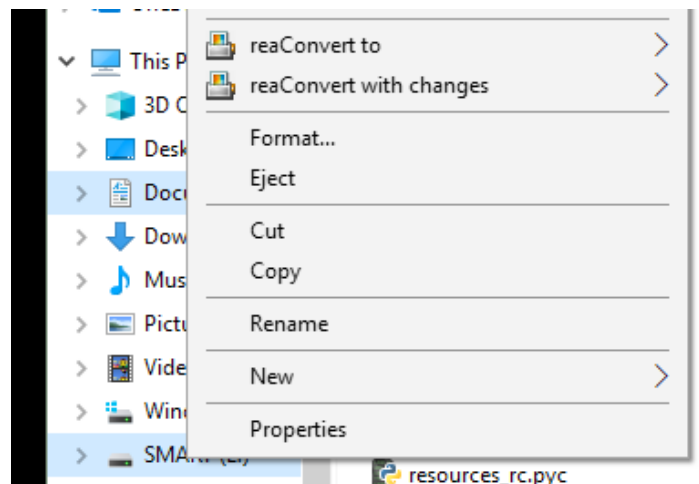 reaConvert to
This P
reaConvert with changes
3D C
Format...
Desk
Eject
Docu
Cut
Dow
Copy
Mus
Rename
Pictu
Vide
New
Wind
Properties
resources_rc.pyc